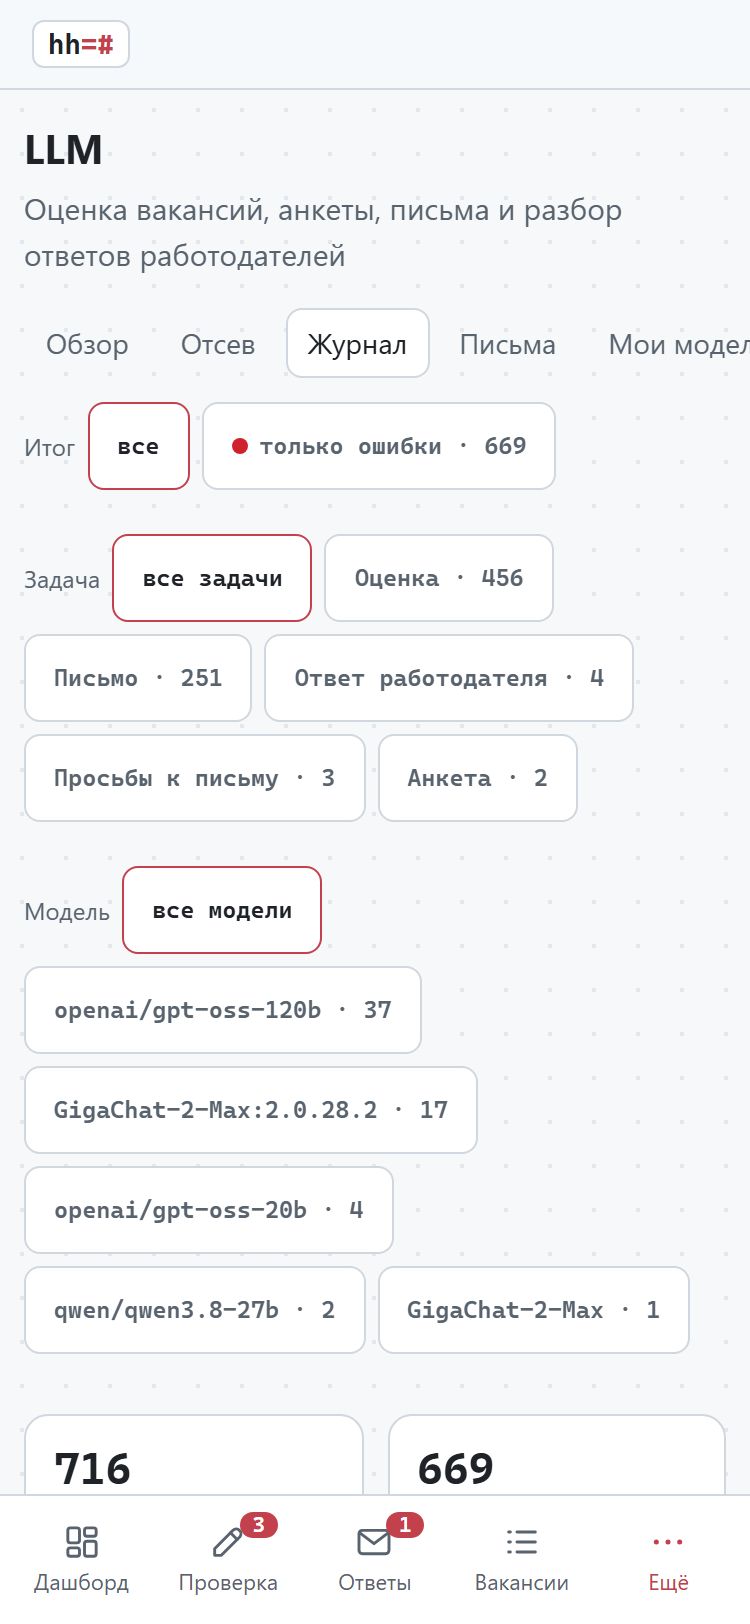 hh=#
LLM
Оценка вакансий, анкеты, письма и разбор
ответов работодателей
Обзор Отсев Журнал Письма Мои модел
Итог все только ошибки · 669
Задача все задачи Оценка · 456
Письмо · 251 Ответ работодателя · 4
Просьбы к письму · 3 Анкета · 2
Модель все модели
openai/gpt-oss-120b · 37
GigaChat-2-Max:2.0.28.2 · 17
openai/gpt-oss-20b · 4
qwen/qwen3.8-27b · 2 GigaChat-2-Max · 1
716 669
3 1
Дашборд Проверка Ответы Вакансии Ещё